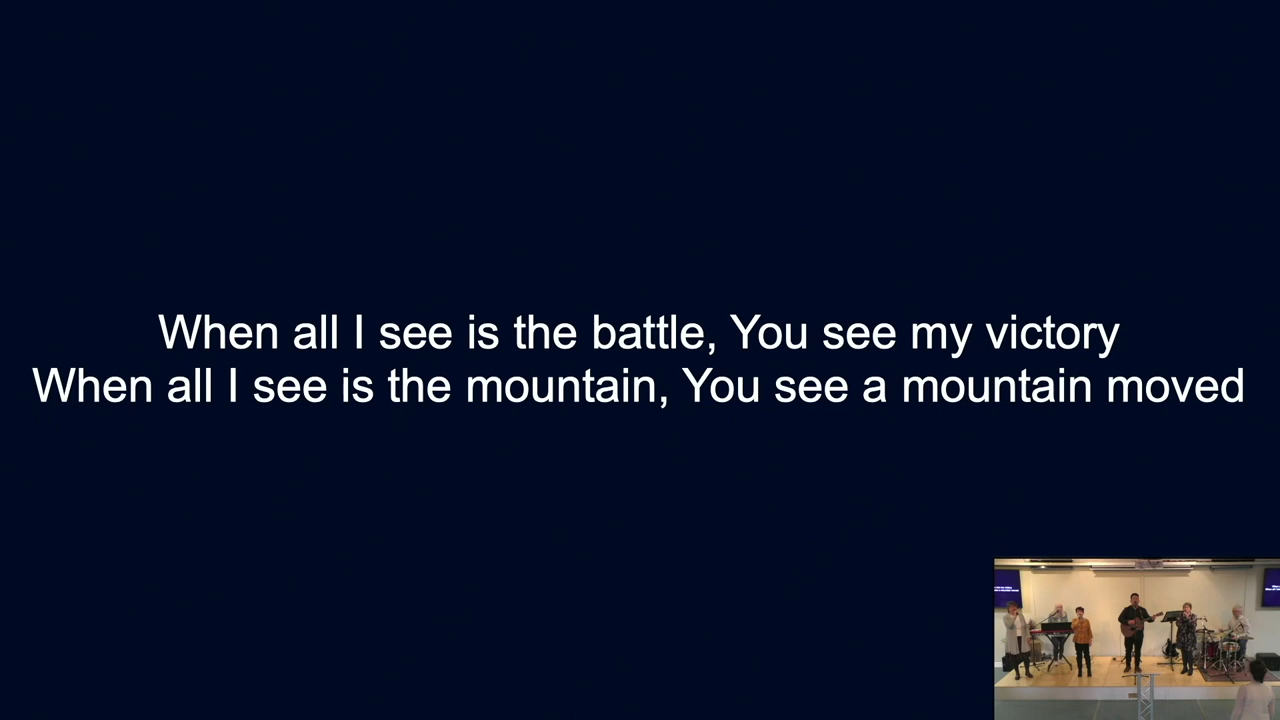 When all I see is the battle, You see my victory
When all I see is the mountain, You see a mountain moved